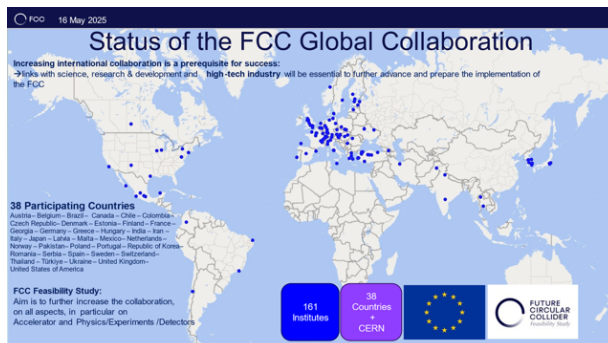 FCC 16 May 2025
Status of the FCC Global Collaboration
Increasing international collaboration is a prerequisite for success:
→links with science, research & development and high-tech industry will be essential to further advance and prepare the implementation of
the FCC
38 Participating Countries
Austria – Belgium – Brazil – Canada – Chile – Colombia –
Czech Republic– Denmark – Estonia – Finland – France –
Georgia – Germany – Greece – Hungary – India – Iran –
Italy – Japan – Latvia – Malta – Mexico – Netherlands –
Norway – Pakistan – Poland – Portugal – Republic of Korea–
Romania – Serbia – Spain – Sweden – Switzerland –
Thailand – Türkiye – Ukraine – United Kingdom–
United States of America
FCC Feasibility Study:
Aim is to further increase the collaboration,
on all aspects, in particular on
Accelerator and Physics/Experiments /Detectors
161
Institutes
38
Countries
+
CERN
FUTURE
CIRCULAR
COLLIDER
Feasibility Study